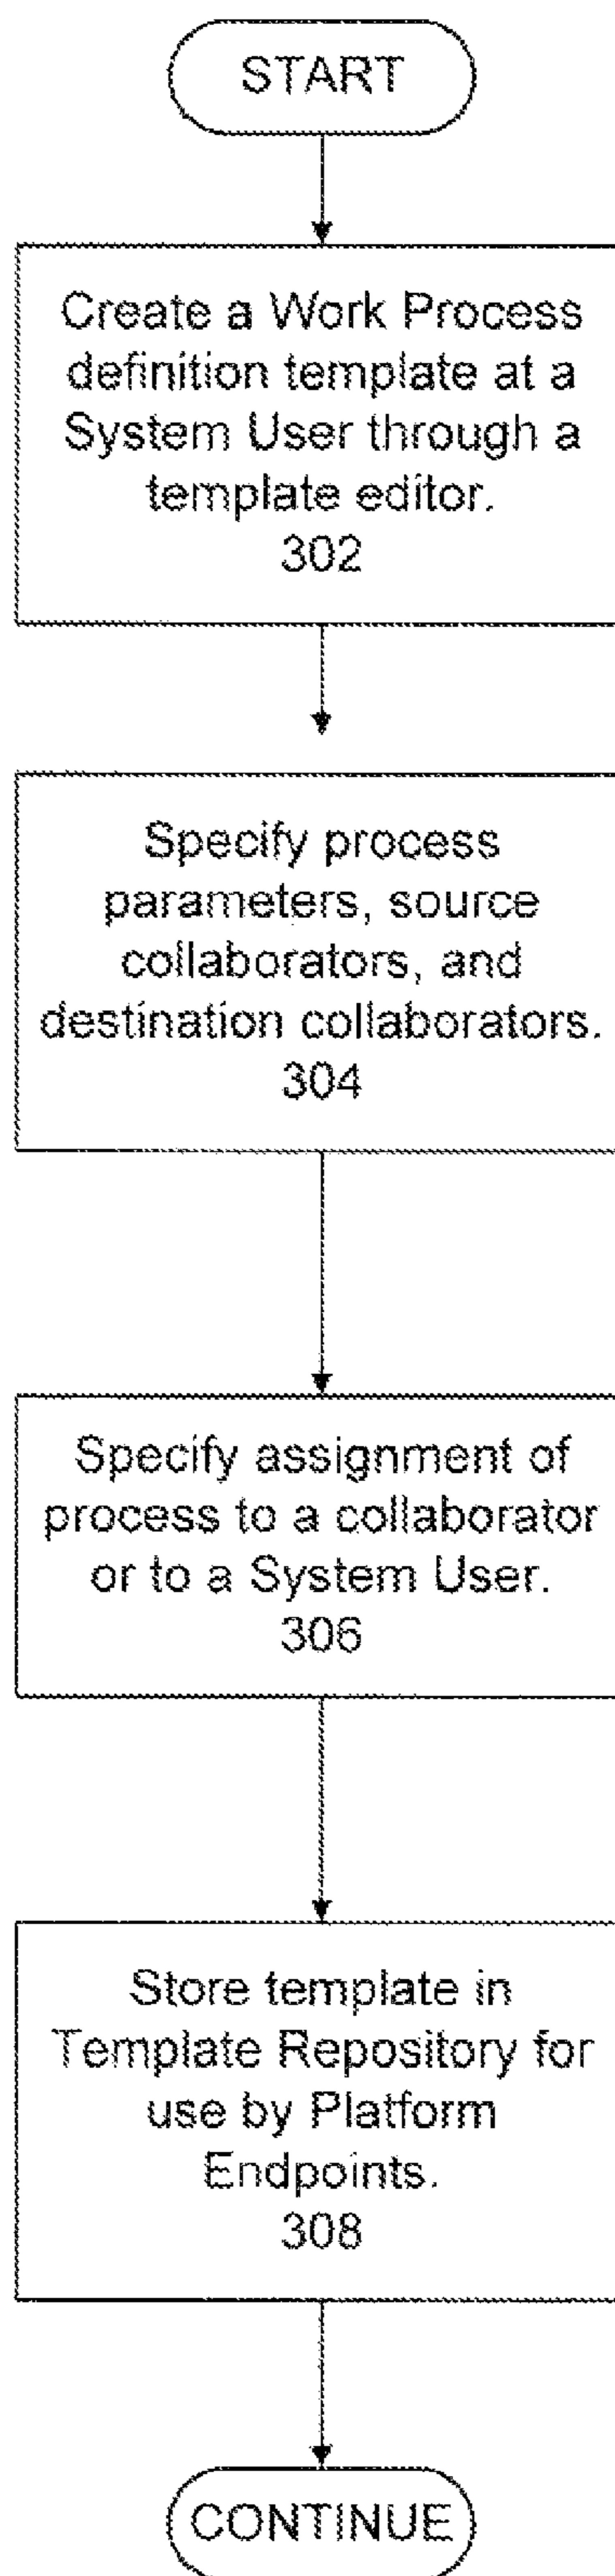 START
Create a Work Process
definition template at a
System User through a
template editor.
302
Specify process
parameters, source
collaborators, and
destination collaborators.
304
Specify assignment of
process to a collaborator
or to a System User.
306
Store template in
Template Repository for
use by Platform
Endpoints.
308
CONTINUE